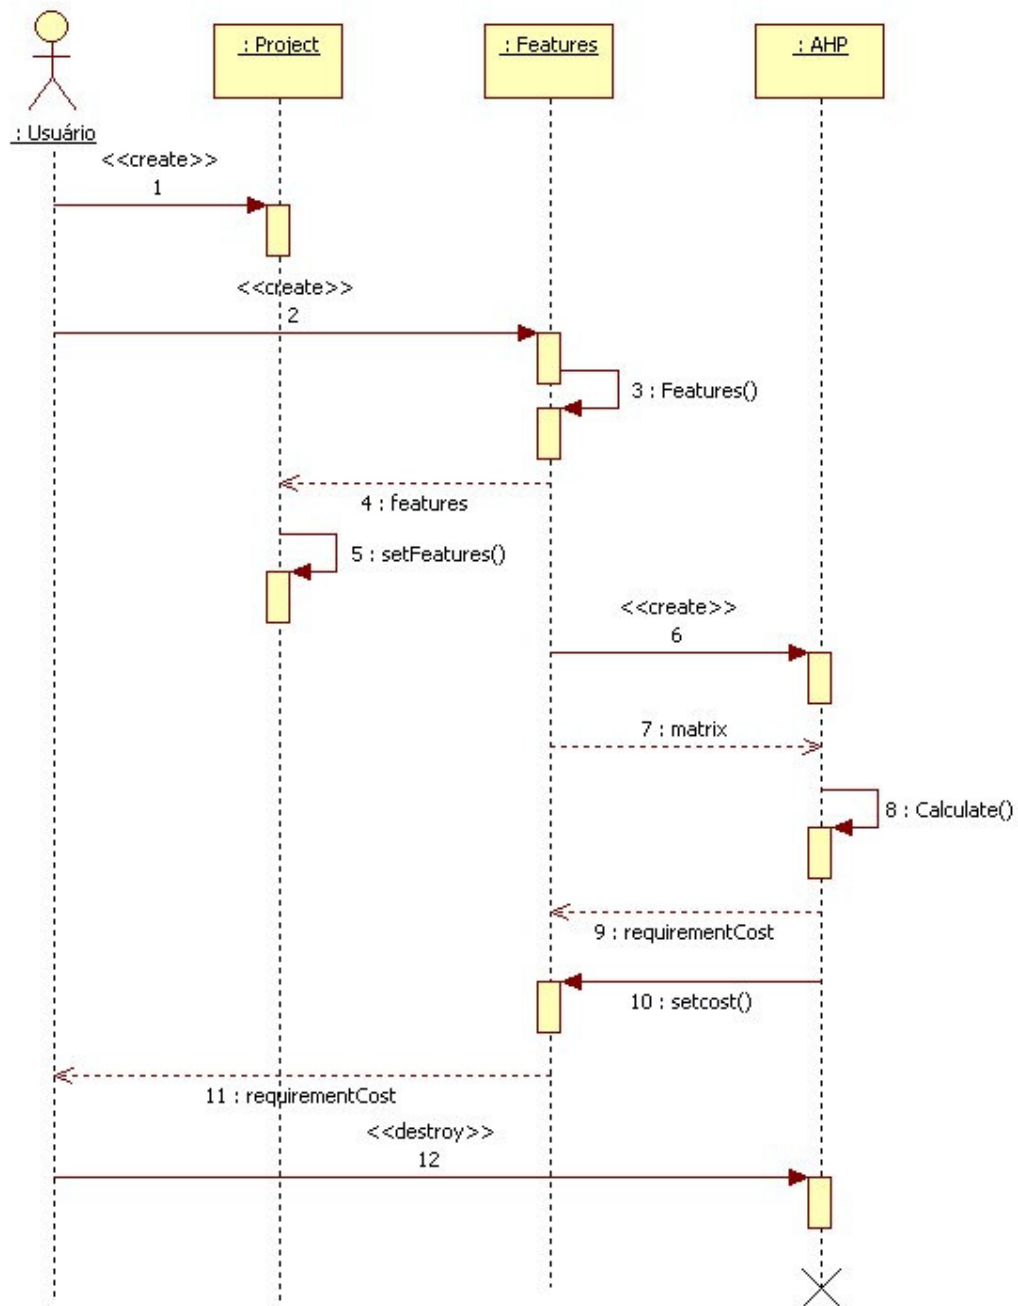 : Project
: Features
: AHP
: Usuário
<<create>>
1
<<create>>
2
3 : Features()
4 : features
5 : setFeatures()
<<create>>
6
7 : matrix
8 : Calculate()
9 : requirementCost
10 : setcost()
11 : requirementCost
<<destroy>>
12